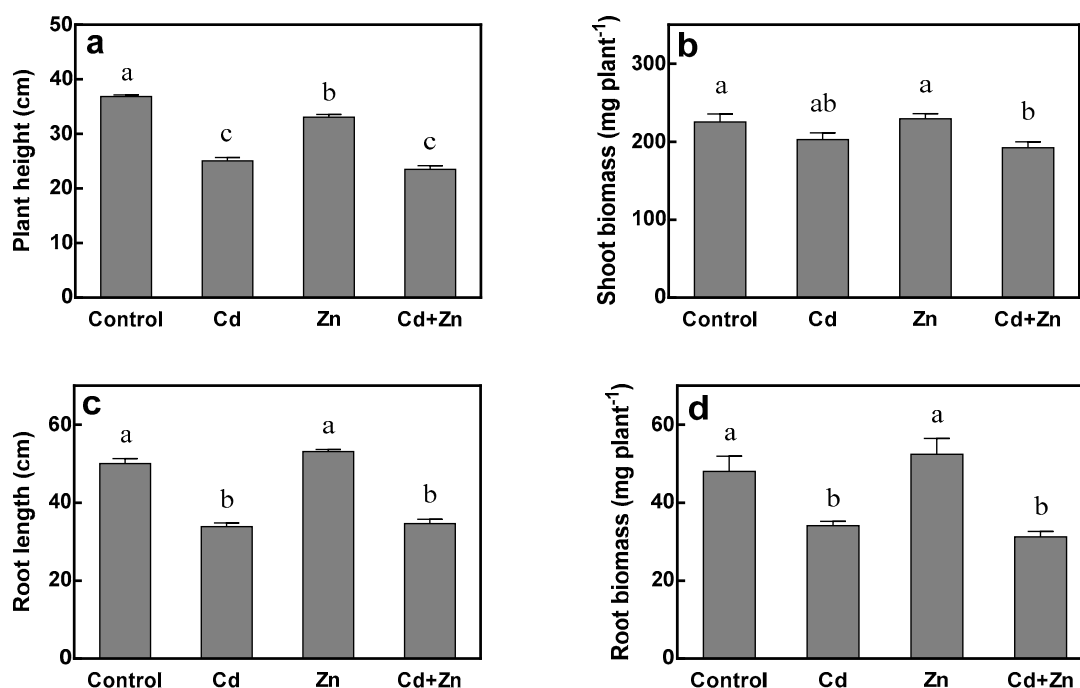 a
Plant height (cm)
50
40
30
20
10
0
a
c
b
c
Control Cd Zn Cd+Zn
b
Shoot biomass (mg plant⁻¹)
300
200
100
0
a
ab
a
b
Control Cd Zn Cd+Zn
c
Root length (cm)
60
40
20
0
a
b
a
b
Control Cd Zn Cd+Zn
d
Root biomass (mg plant⁻¹)
60
40
20
0
a
b
a
b
Control Cd Zn Cd+Zn